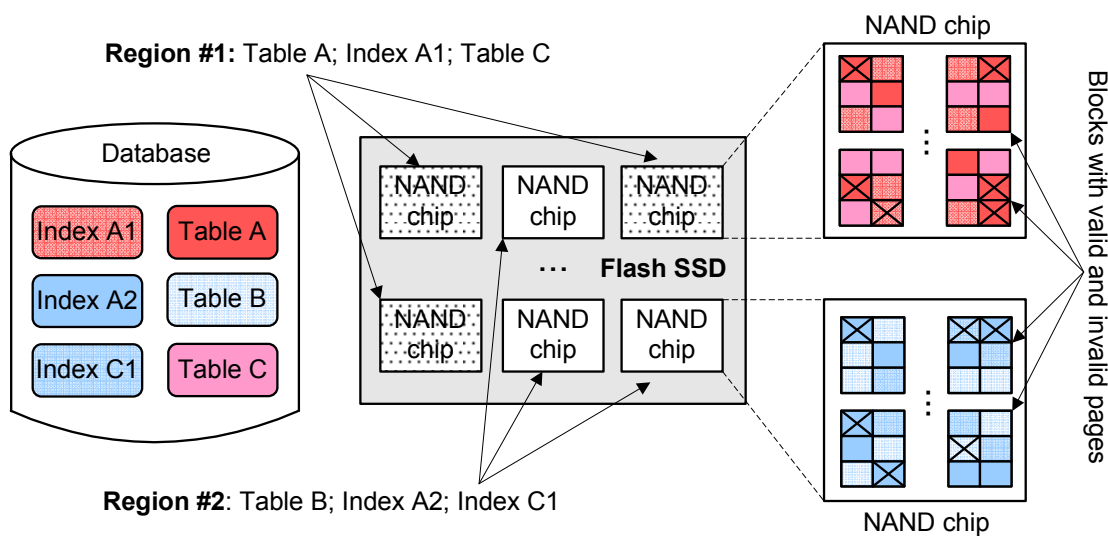 NAND chip
Region #1: Table A; Index A1; Table C
Database
Index A1
Table A
Index A2
Table B
Index C1
Table C
NAND
chip
NAND
chip
NAND
chip
... Flash SSD
NAND
chip
NAND
chip
NAND
chip
Region #2: Table B; Index A2; Index C1
NAND chip
Blocks with valid and invalid pages